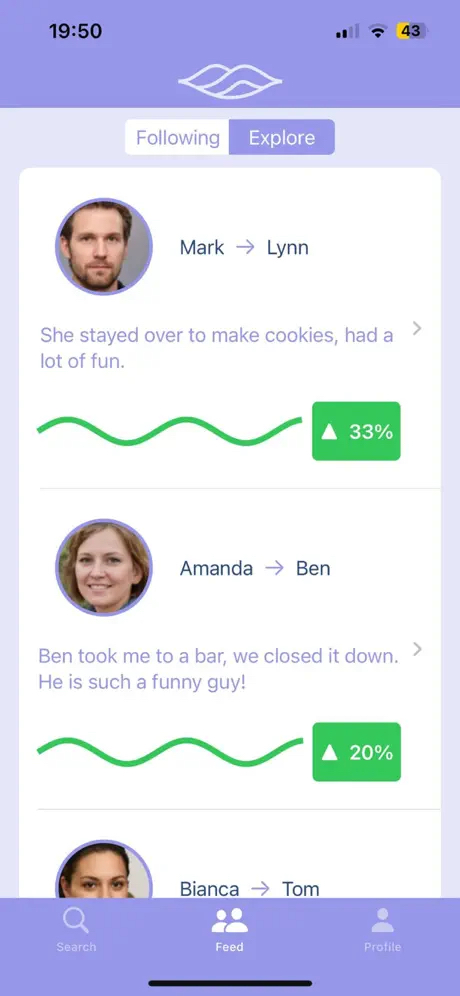 19:50
43
Following
Explore
Mark → Lynn
She stayed over to make cookies, had a
lot of fun.
▲ 33%
Amanda → Ben
Ben took me to a bar, we closed it down.
He is such a funny guy!
▲ 20%
Bianca → Tom
Search
Feed
Profile